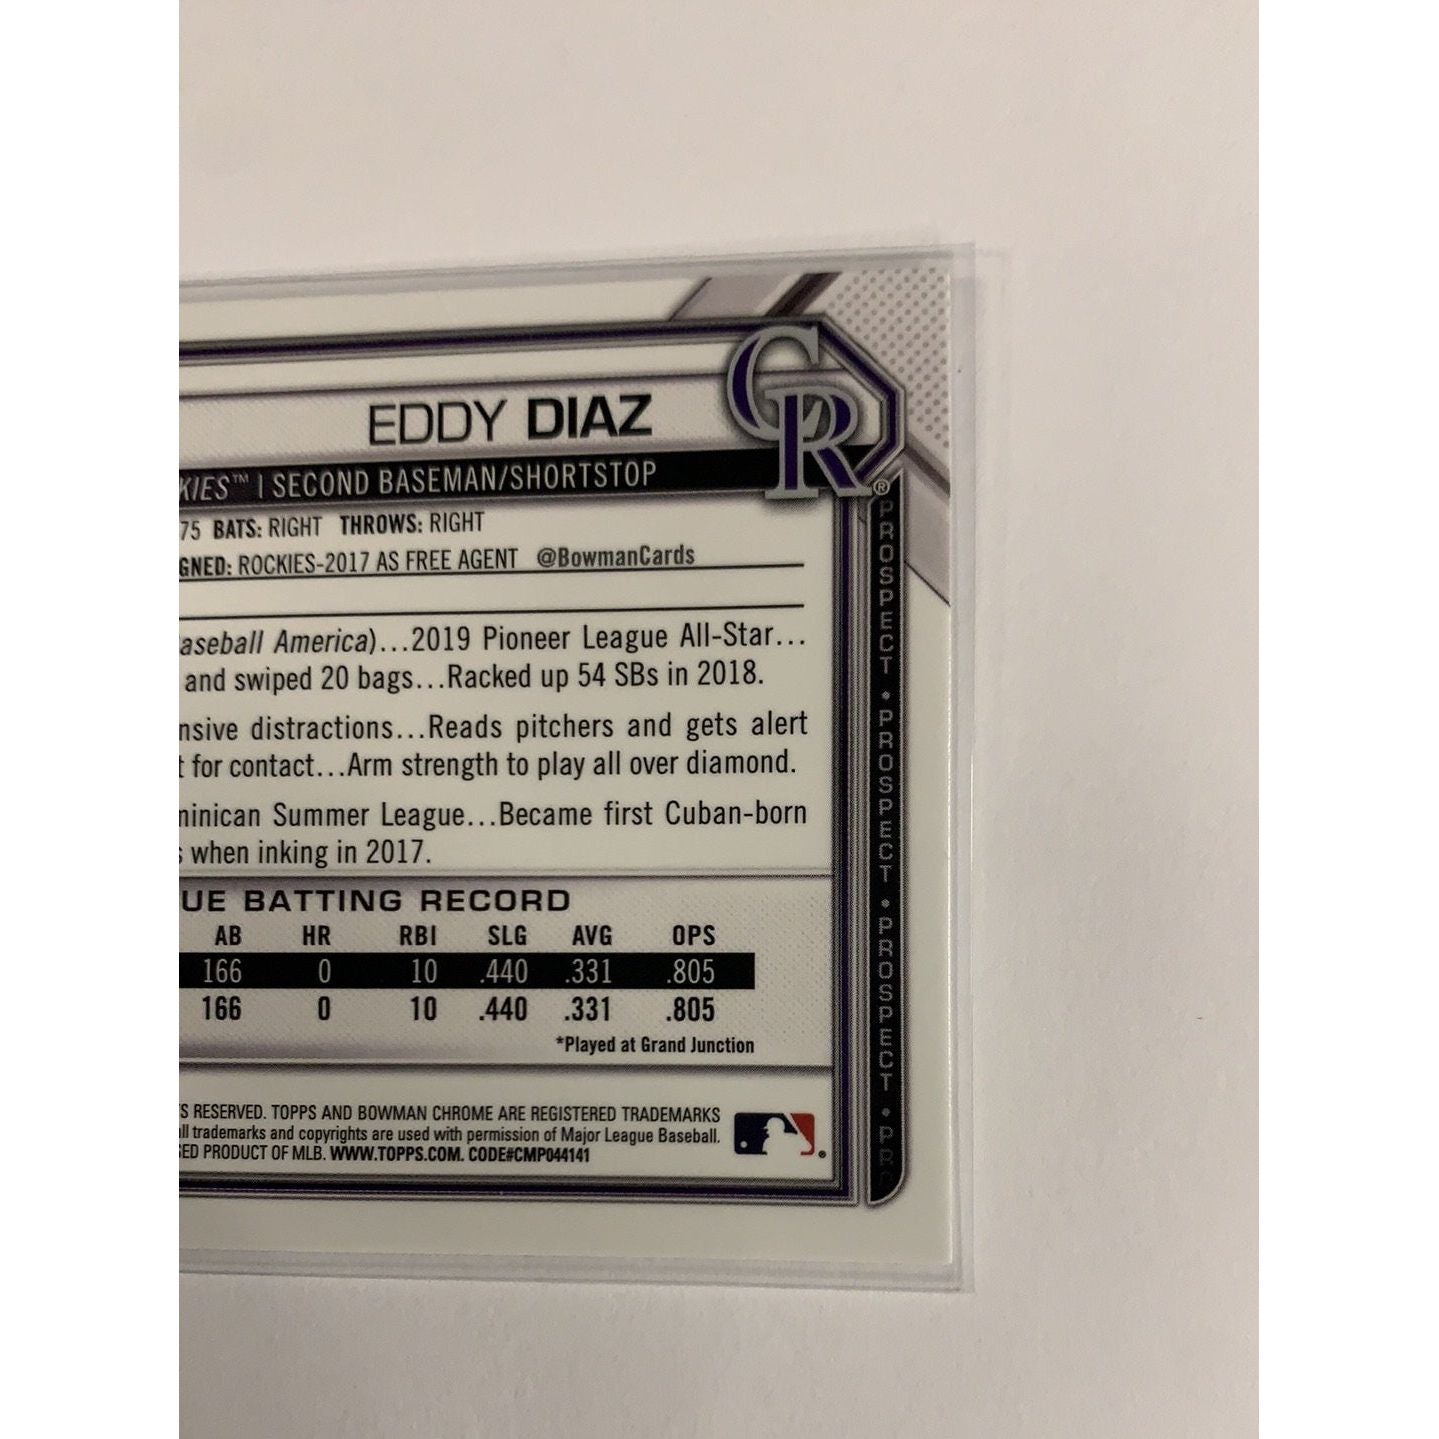 EDDY DIAZ
CR
KIES™ | SECOND BASEMAN/SHORTSTOP
®
75 BATS: RIGHT THROWS: RIGHT
GNED: ROCKIES-2017 AS FREE AGENT @BowmanCards
aseball America)...2019 Pioneer League All-Star...
and swiped 20 bags...Racked up 54 SBs in 2018.
nsive distractions...Reads pitchers and gets alert
t for contact...Arm strength to play all over diamond.
minican Summer League...Became first Cuban-born
s when inking in 2017.
UE BATTING RECORD
AB HR RBI SLG AVG OPS
166 0 10 .440 .331 .805
166 0 10 .440 .331 .805
*Played at Grand Junction
S RESERVED. TOPPS AND BOWMAN CHROME ARE REGISTERED TRADEMARKS
ll trademarks and copyrights are used with permission of Major League Baseball.
ED PRODUCT OF MLB. WWW.TOPPS.COM. CODE#CMP044141
PROSPECT • PROSPECT • PROSPECT • PR